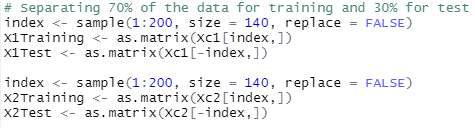 # Separating 70% of the data for training and 30% for test
index <- sample(1:200, size = 140, replace = FALSE)
X1Training <- as.matrix(Xc1[index,])
X1Test <- as.matrix(Xc1[-index,])
index <- sample(1:200, size = 140, replace = FALSE)
X2Training <- as.matrix(Xc2[index,])
X2Test <- as.matrix(Xc2[-index,])